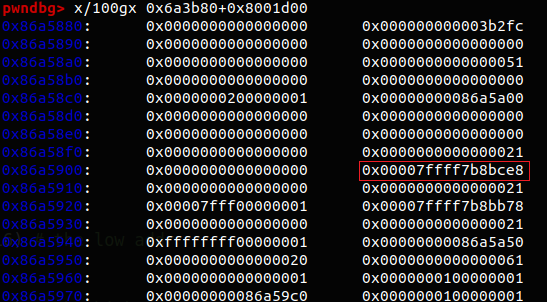 pwndbg> x/100gx 0x6a3b80+0x8001d00
0x86a5880: 0x0000000000000000 0x000000000003b2fc
0x86a5890: 0x0000000000000000 0x0000000000000000
0x86a58a0: 0x0000000000000000 0x0000000000000051
0x86a58b0: 0x0000000000000000 0x0000000000000000
0x86a58c0: 0x0000000200000001 0x00000000086a5a00
0x86a58d0: 0x0000000000000000 0x0000000000000000
0x86a58e0: 0x0000000000000000 0x0000000000000000
0x86a58f0: 0x0000000000000000 0x0000000000000021
0x86a5900: 0x0000000000000000 0x00007ffff7b8bce8
0x86a5910: 0x0000000000000000 0x0000000000000021
0x86a5920: 0x00007fff00000001 0x00007ffff7b8bb78
0x86a5930: 0x0000000000000000 0x0000000000000021
0x86a5940: 0xffffffff00000001 0x00000000086a5a50
0x86a5950: 0x0000000000000020 0x0000000000000061
0x86a5960: 0x0000000000000001 0x0000000100000001
0x86a5970: 0x00000000086a59c0 0x0000000100000001